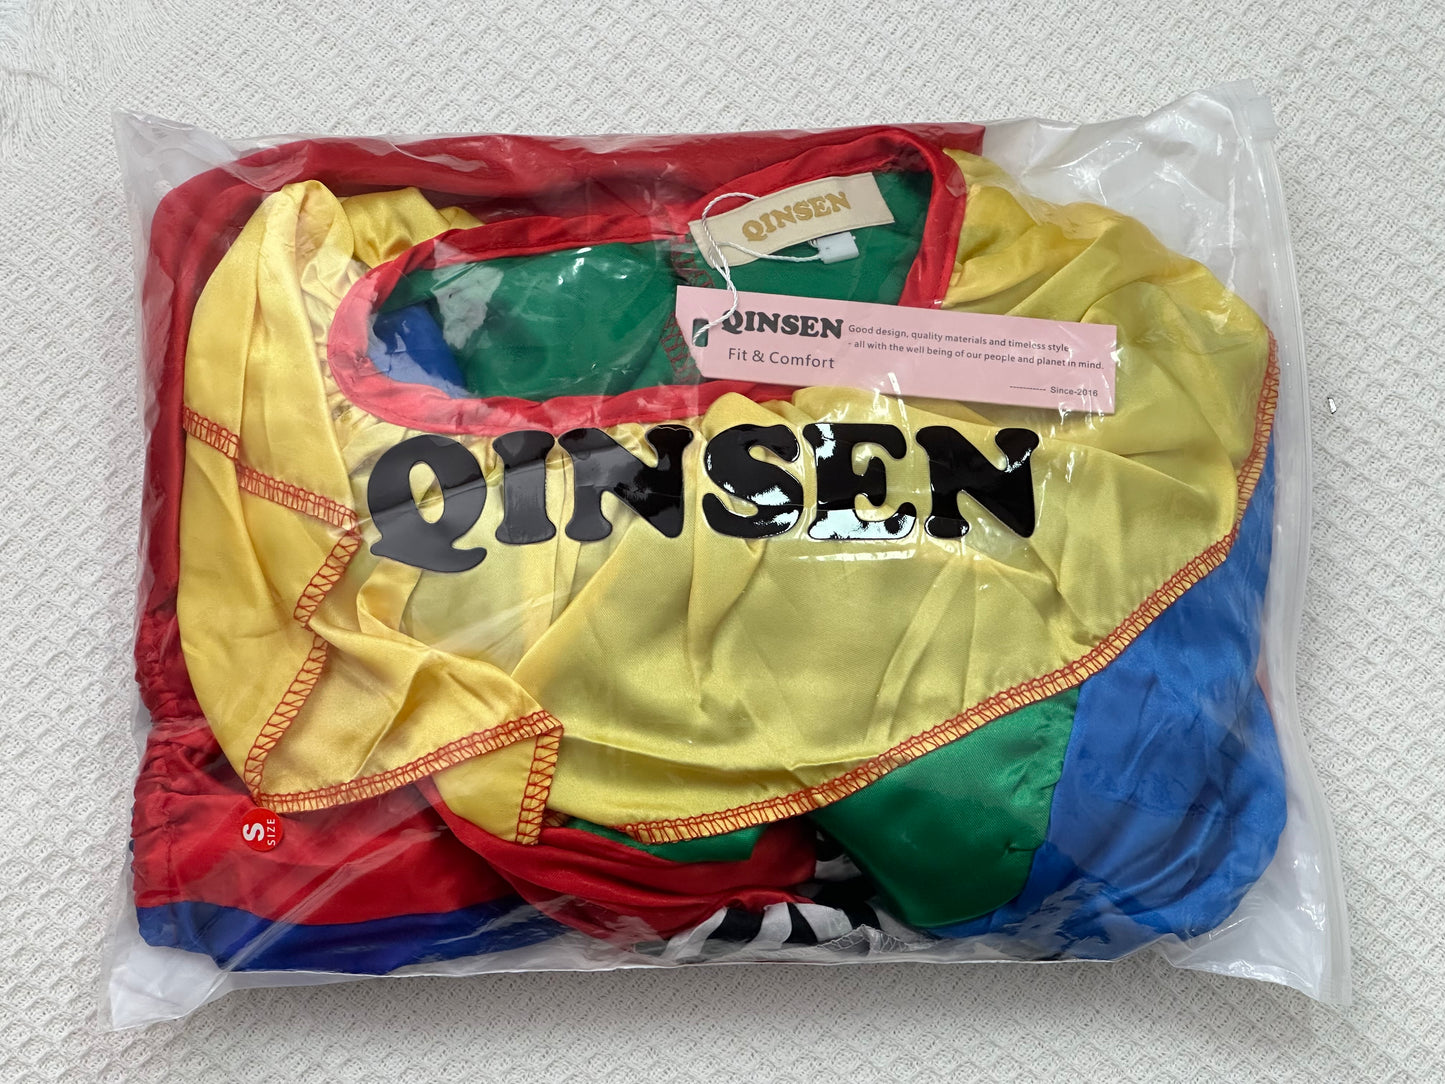 QINSEN
QINSEN
Good design, quality materials and timeless style,
- all with the well being of our people and planet in mind.
Fit & Comfort
----------- Since-2016
QINSEN
S
SIZE